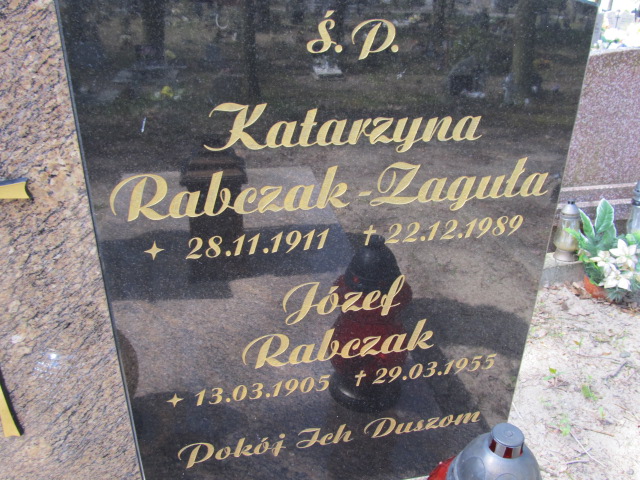 Ś. P.
Katarzyna
Rabczak-Zaguła
✦ 28.11.1911 † 22.12.1989
Józef
Rabczak
✦ 13.03.1905 † 29.03.1955
Pokój Ich Duszom